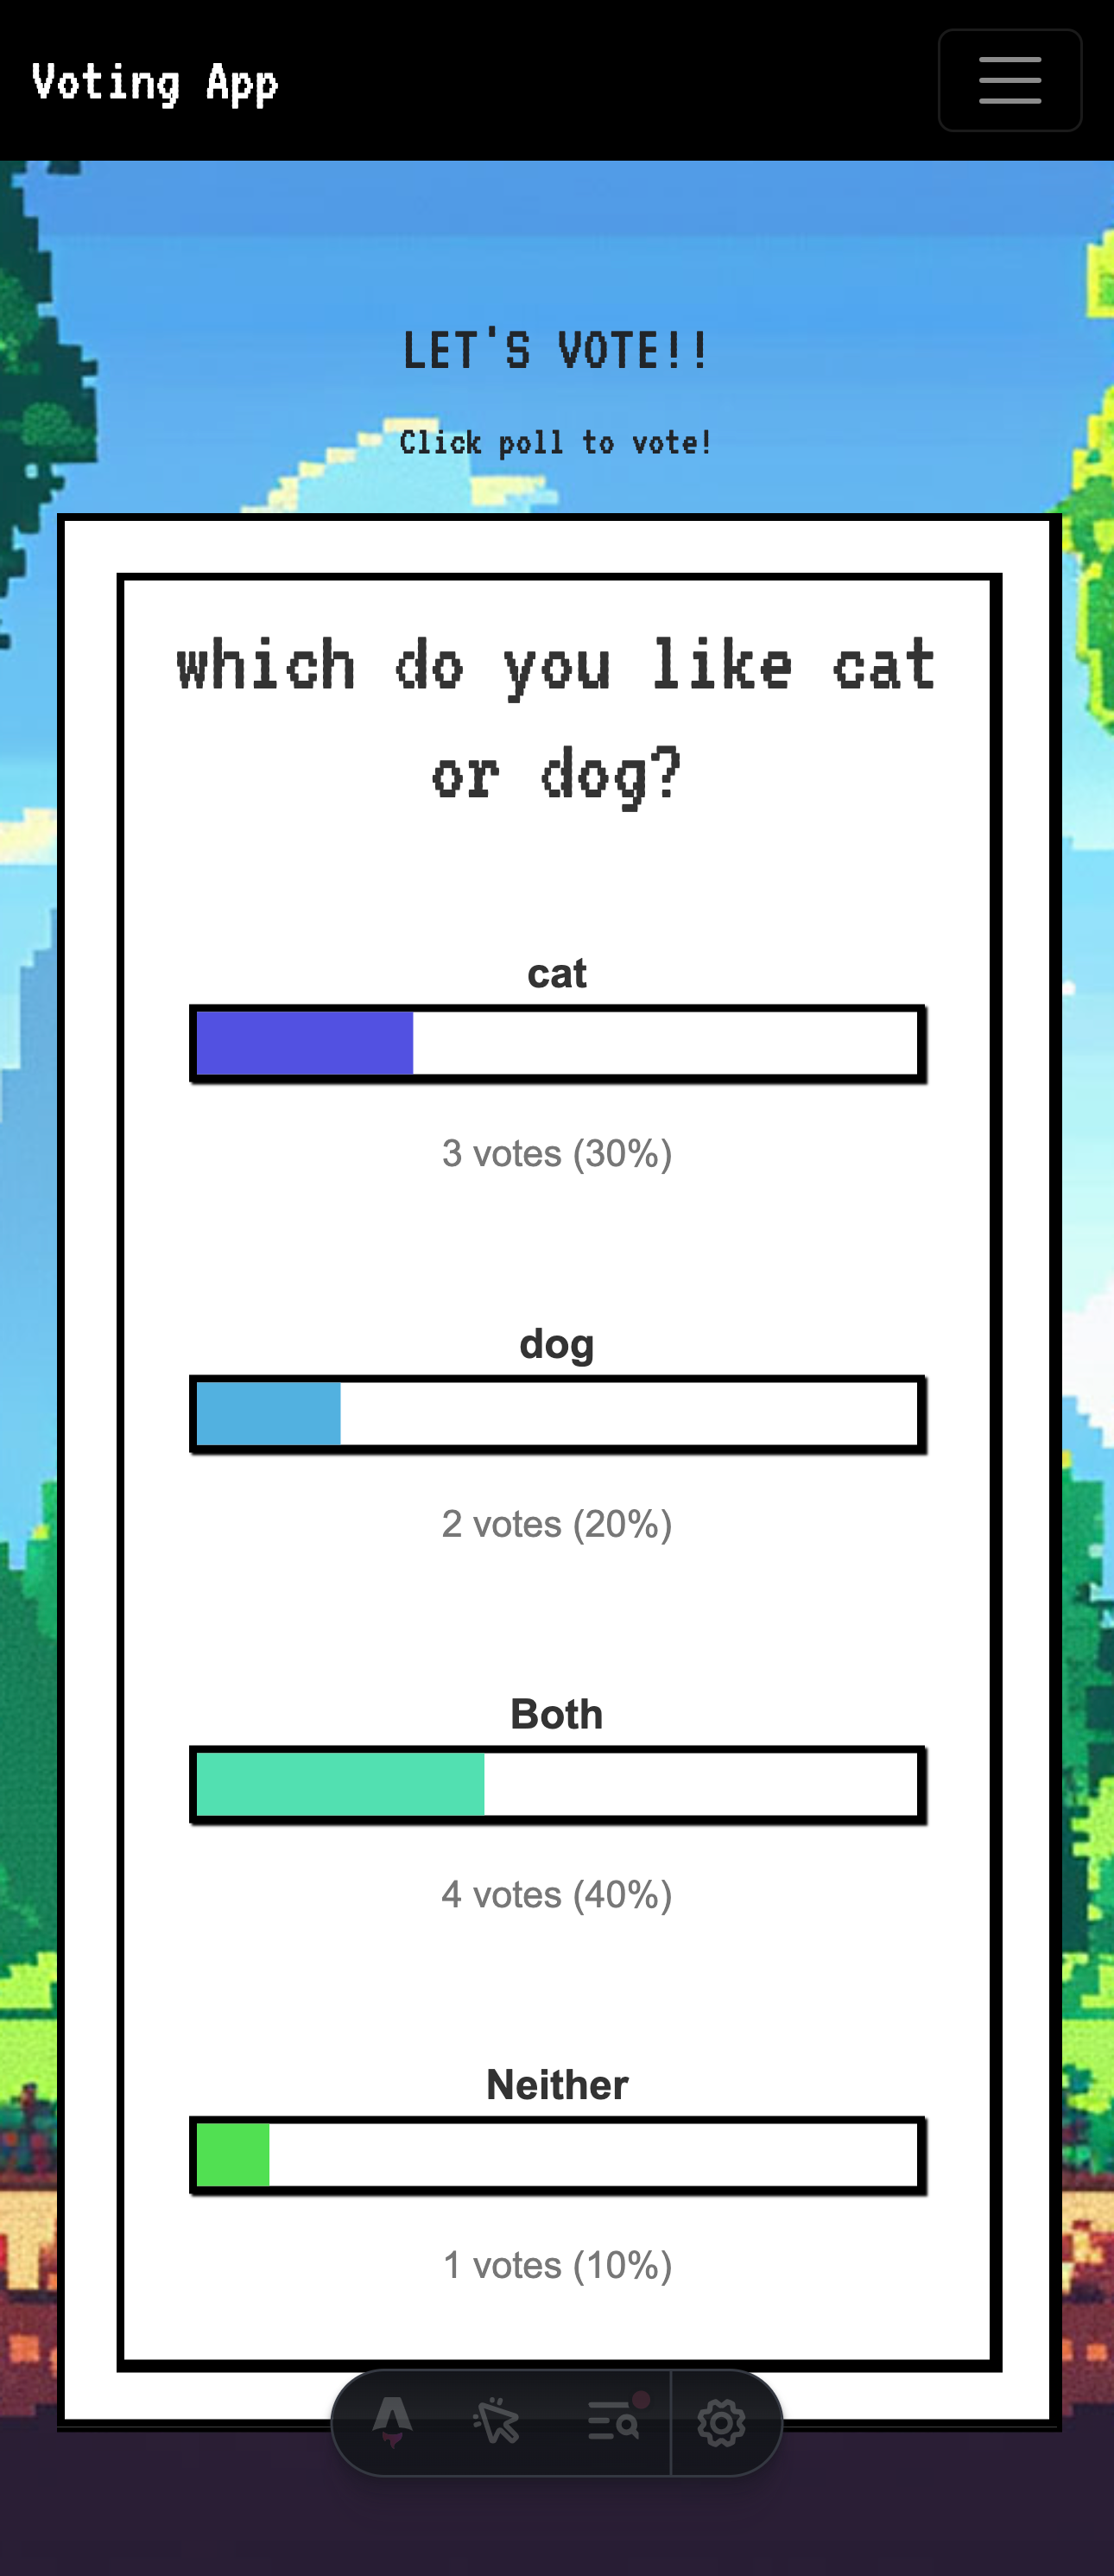 Voting App
LET'S VOTE!!
Click poll to vote!
which do you like cat
or dog?
cat
3 votes (30%)
dog
2 votes (20%)
Both
4 votes (40%)
Neither
1 votes (10%)